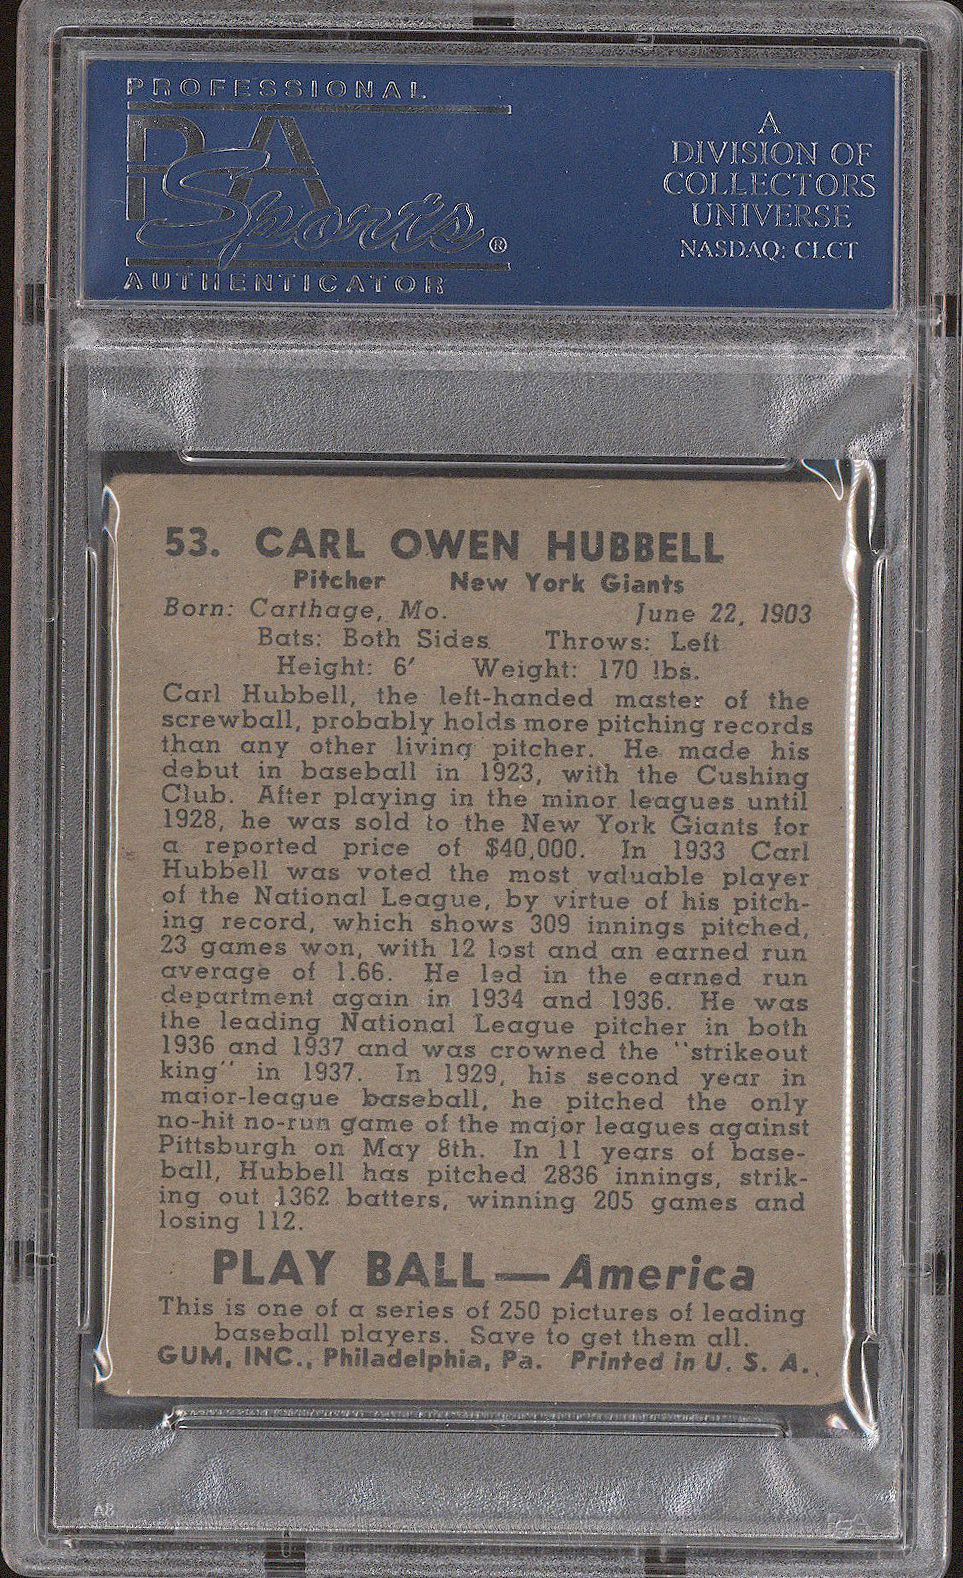 PROFESSIONAL
PSA
Sports®
AUTHENTICATOR
A
DIVISION OF
COLLECTORS
UNIVERSE
NASDAQ: CLCT
53. CARL OWEN HUBBELL
Pitcher New York Giants
Born: Carthage, Mo. June 22, 1903
Bats: Both Sides Throws: Left
Height: 6′ Weight: 170 lbs.
Carl Hubbell, the left-handed master of the
screwball, probably holds more pitching records
than any other living pitcher. He made his
debut in baseball in 1923, with the Cushing
Club. After playing in the minor leagues until
1928, he was sold to the New York Giants for
a reported price of $40,000. In 1933 Carl
Hubbell was voted the most valuable player
of the National League, by virtue of his pitch-
ing record, which shows 309 innings pitched,
23 games won, with 12 lost and an earned run
average of 1.66. He led in the earned run
department again in 1934 and 1936. He was
the leading National League pitcher in both
1936 and 1937 and was crowned the "strikeout
king" in 1937. In 1929, his second year in
major-league baseball, he pitched the only
no-hit no-run game of the major leagues against
Pittsburgh on May 8th. In 11 years of base-
ball, Hubbell has pitched 2836 innings, strik-
ing out 1362 batters, winning 205 games and
losing 112.
PLAY BALL—America
This is one of a series of 250 pictures of leading
baseball players. Save to get them all.
GUM, INC., Philadelphia, Pa. Printed in U. S. A.
A8
PSA